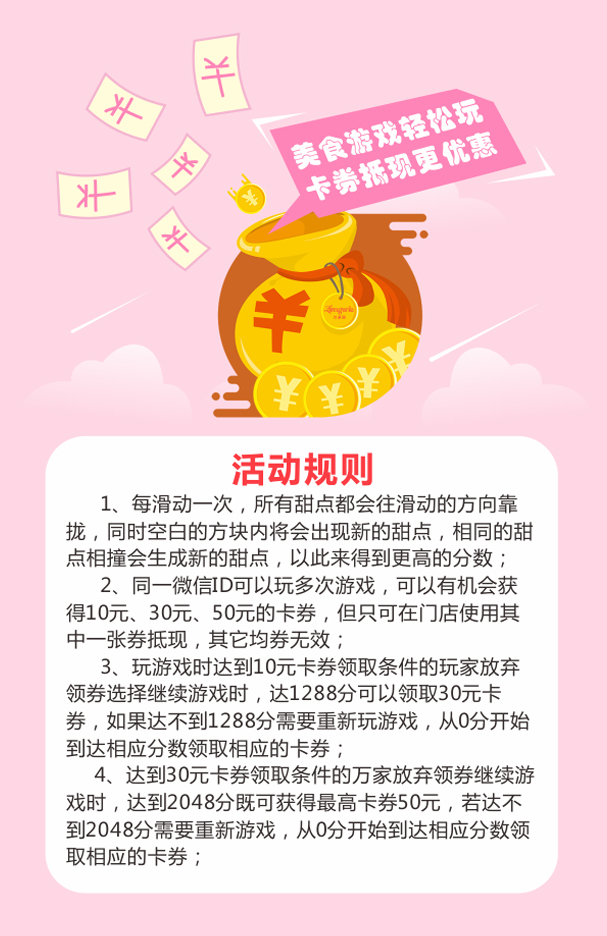 卡
卡
卡
卡
卡
美食游戏轻松玩
卡券抵现更优惠
¥
¥
¥
¥
¥
¥
活动规则
1、每滑动一次，所有甜点都会往滑动的方向靠
拢，同时空白的方块内将会出现新的甜点，相同的甜
点相撞会生成新的甜点，以此来得到更高的分数；
2、同一微信ID可以玩多次游戏，可以有机会获
得10元、30元、50元的卡券，但只可在门店使用其
中一张券抵现，其它均券无效；
3、玩游戏时达到10元卡券领取条件的玩家放弃
领券选择继续游戏时，达1288分可以领取30元卡
券，如果达不到1288分需要重新玩游戏，从0分开始
到达相应分数领取相应的卡券；
4、达到30元卡券领取条件的万家放弃领券继续游
戏时，达到2048分既可获得最高卡券50元，若达不
到2048分需要重新游戏，从0分开始到达相应分数领
取相应的卡券；